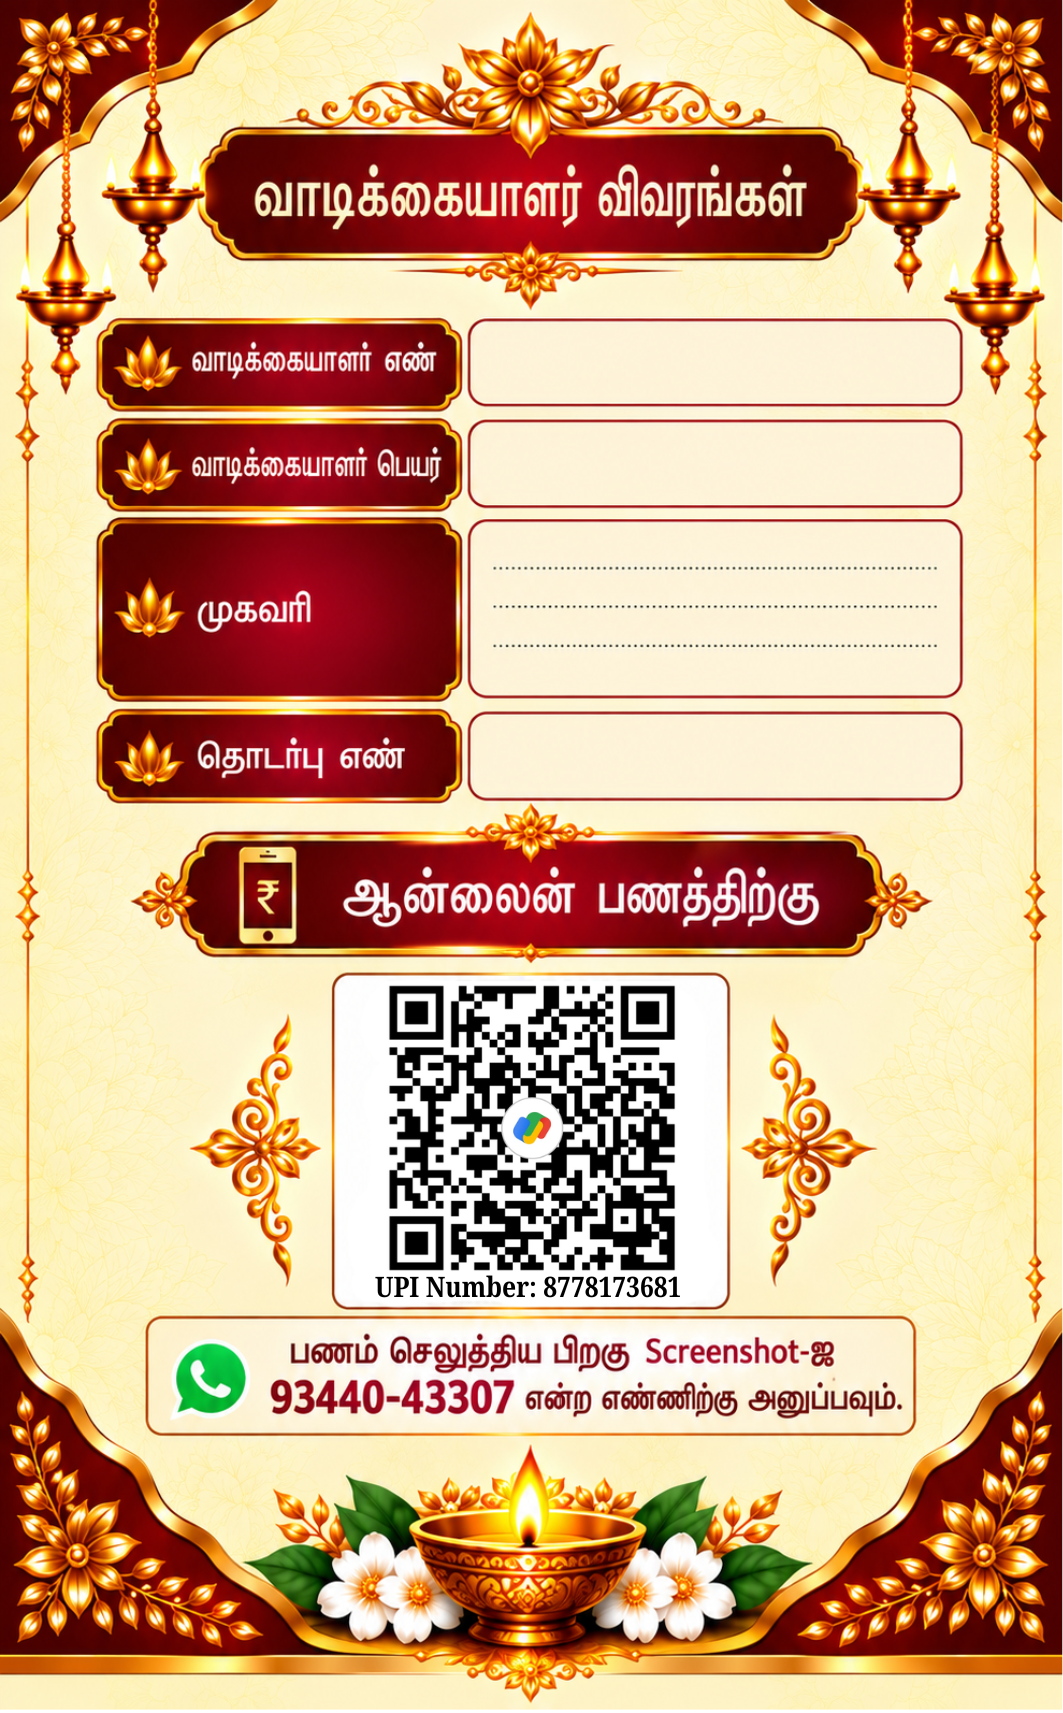 வாடிக்கையாளர் விவரங்கள்
வாடிக்கையாளர் எண்
வாடிக்கையாளர் பெயர்
முகவரி
தொடர்பு எண்
₹
ஆன்லைன் பணத்திற்கு
UPI Number: 8778173681
பணம் செலுத்திய பிறகு Screenshot-ஐ
93440-43307 என்ற எண்ணிற்கு அனுப்பவும்.